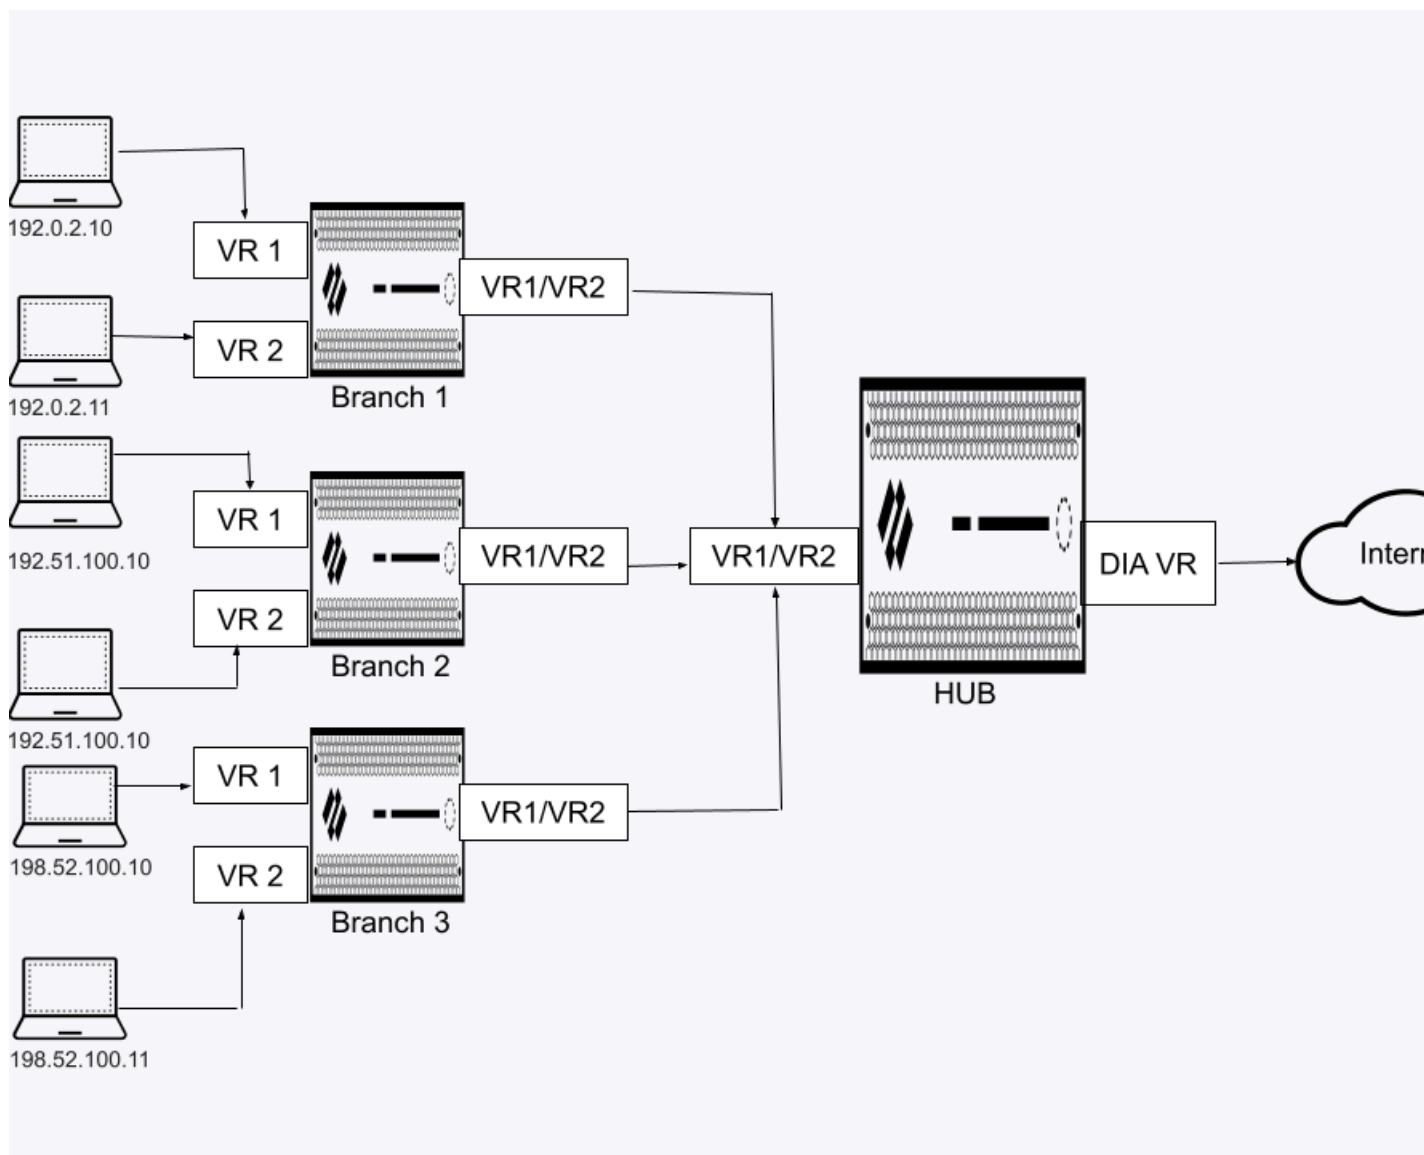 192.0.2.10
VR 1
VR1/VR2
192.0.2.11
VR 2
Branch 1
192.51.100.10
VR 1
VR1/VR2
VR 2
Branch 2
192.51.100.10
VR 1
VR1/VR2
198.52.100.10
VR 2
Branch 3
198.52.100.11
VR1/VR2
HUB
DIA VR
Intern